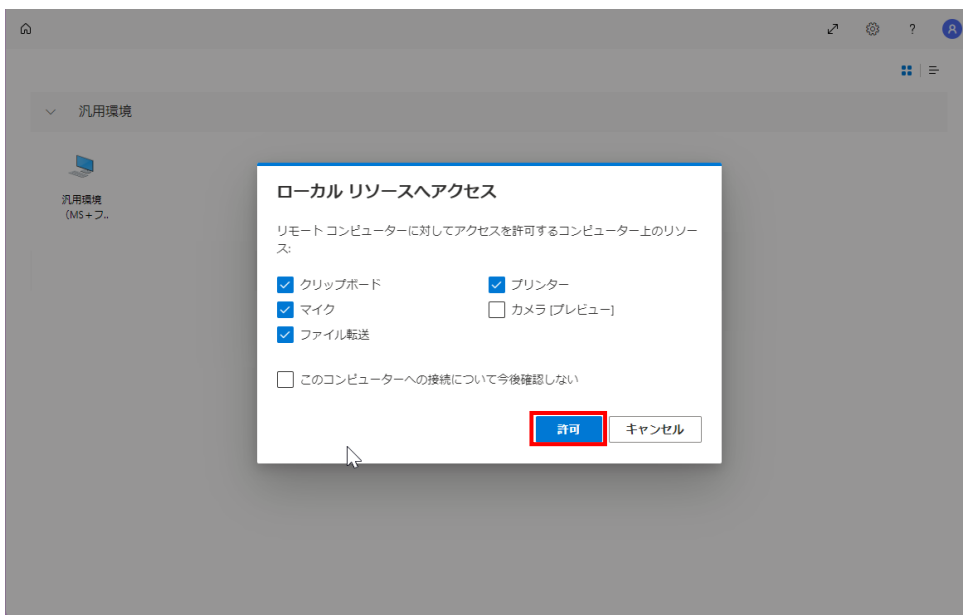 ?
汎用環境
汎用環境
（MS+フ..
ローカル リソースへアクセス
リモート コンピューターに対してアクセスを許可するコンピューター上のリソー
ス:
クリップボード
プリンター
マイク
カメラ [プレビュー]
ファイル転送
このコンピューターへの接続について今後確認しない
許可
キャンセル